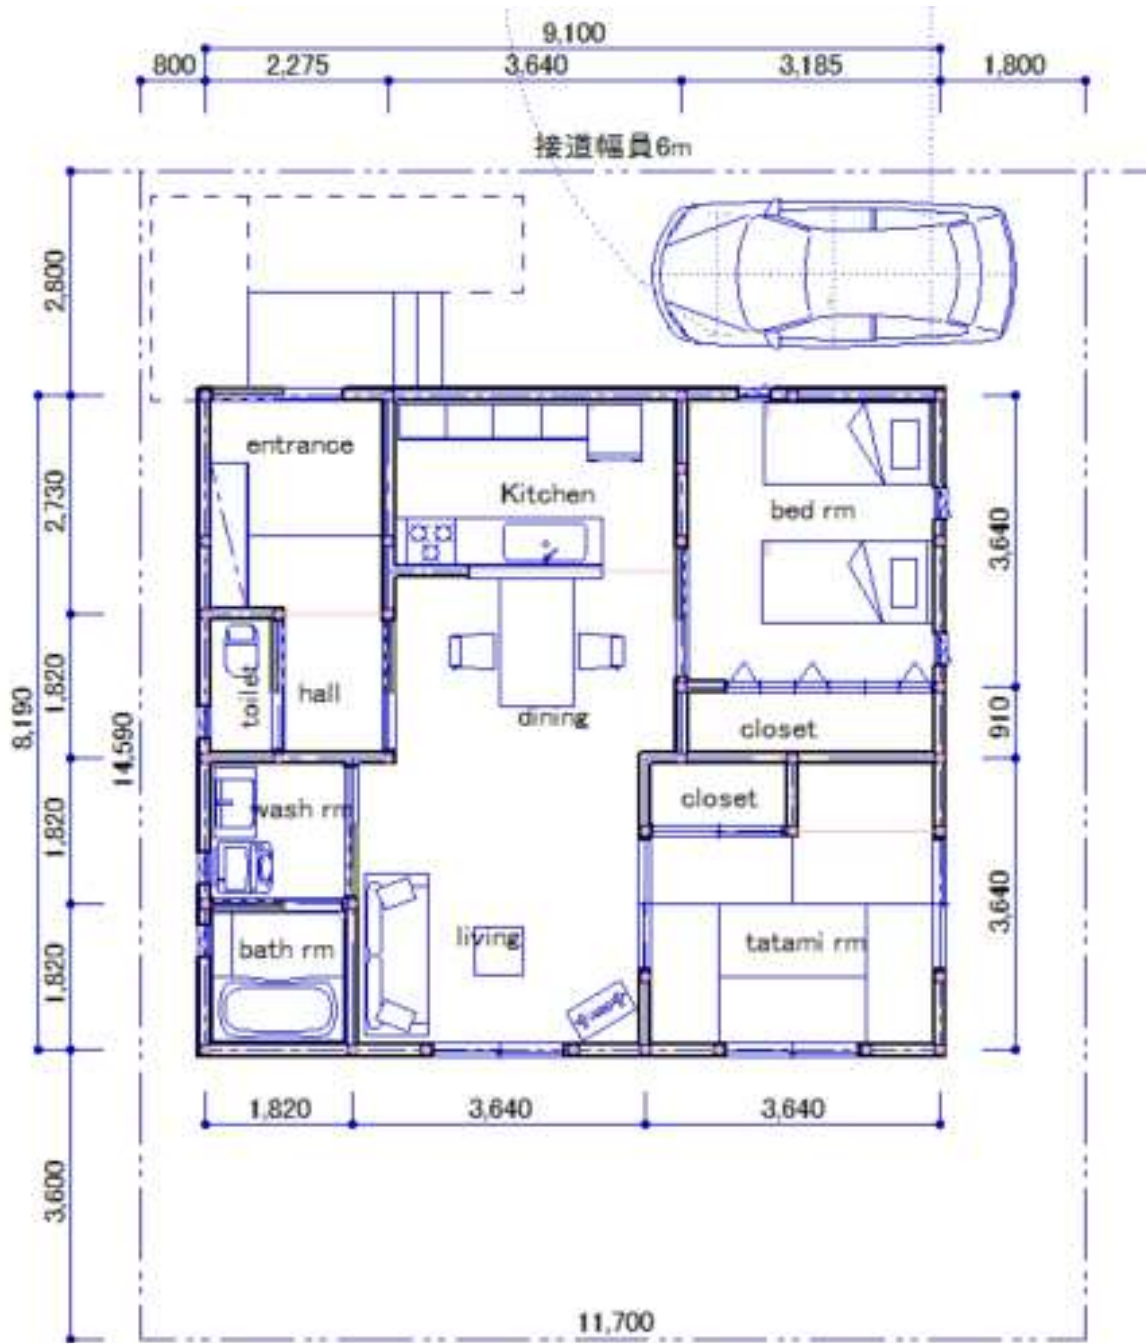 9,100
800
2,275
3,640
3,185
1,800
接道幅員6m
2,800
entrance
2,730
Kitchen
bed rm
3,640
toilet
hall
dining
closet
910
1,820
8,190
14,590
wash rm
closet
1,820
bath rm
living
tatami rm
3,640
1,820
1,820
3,640
3,640
3,600
11,700